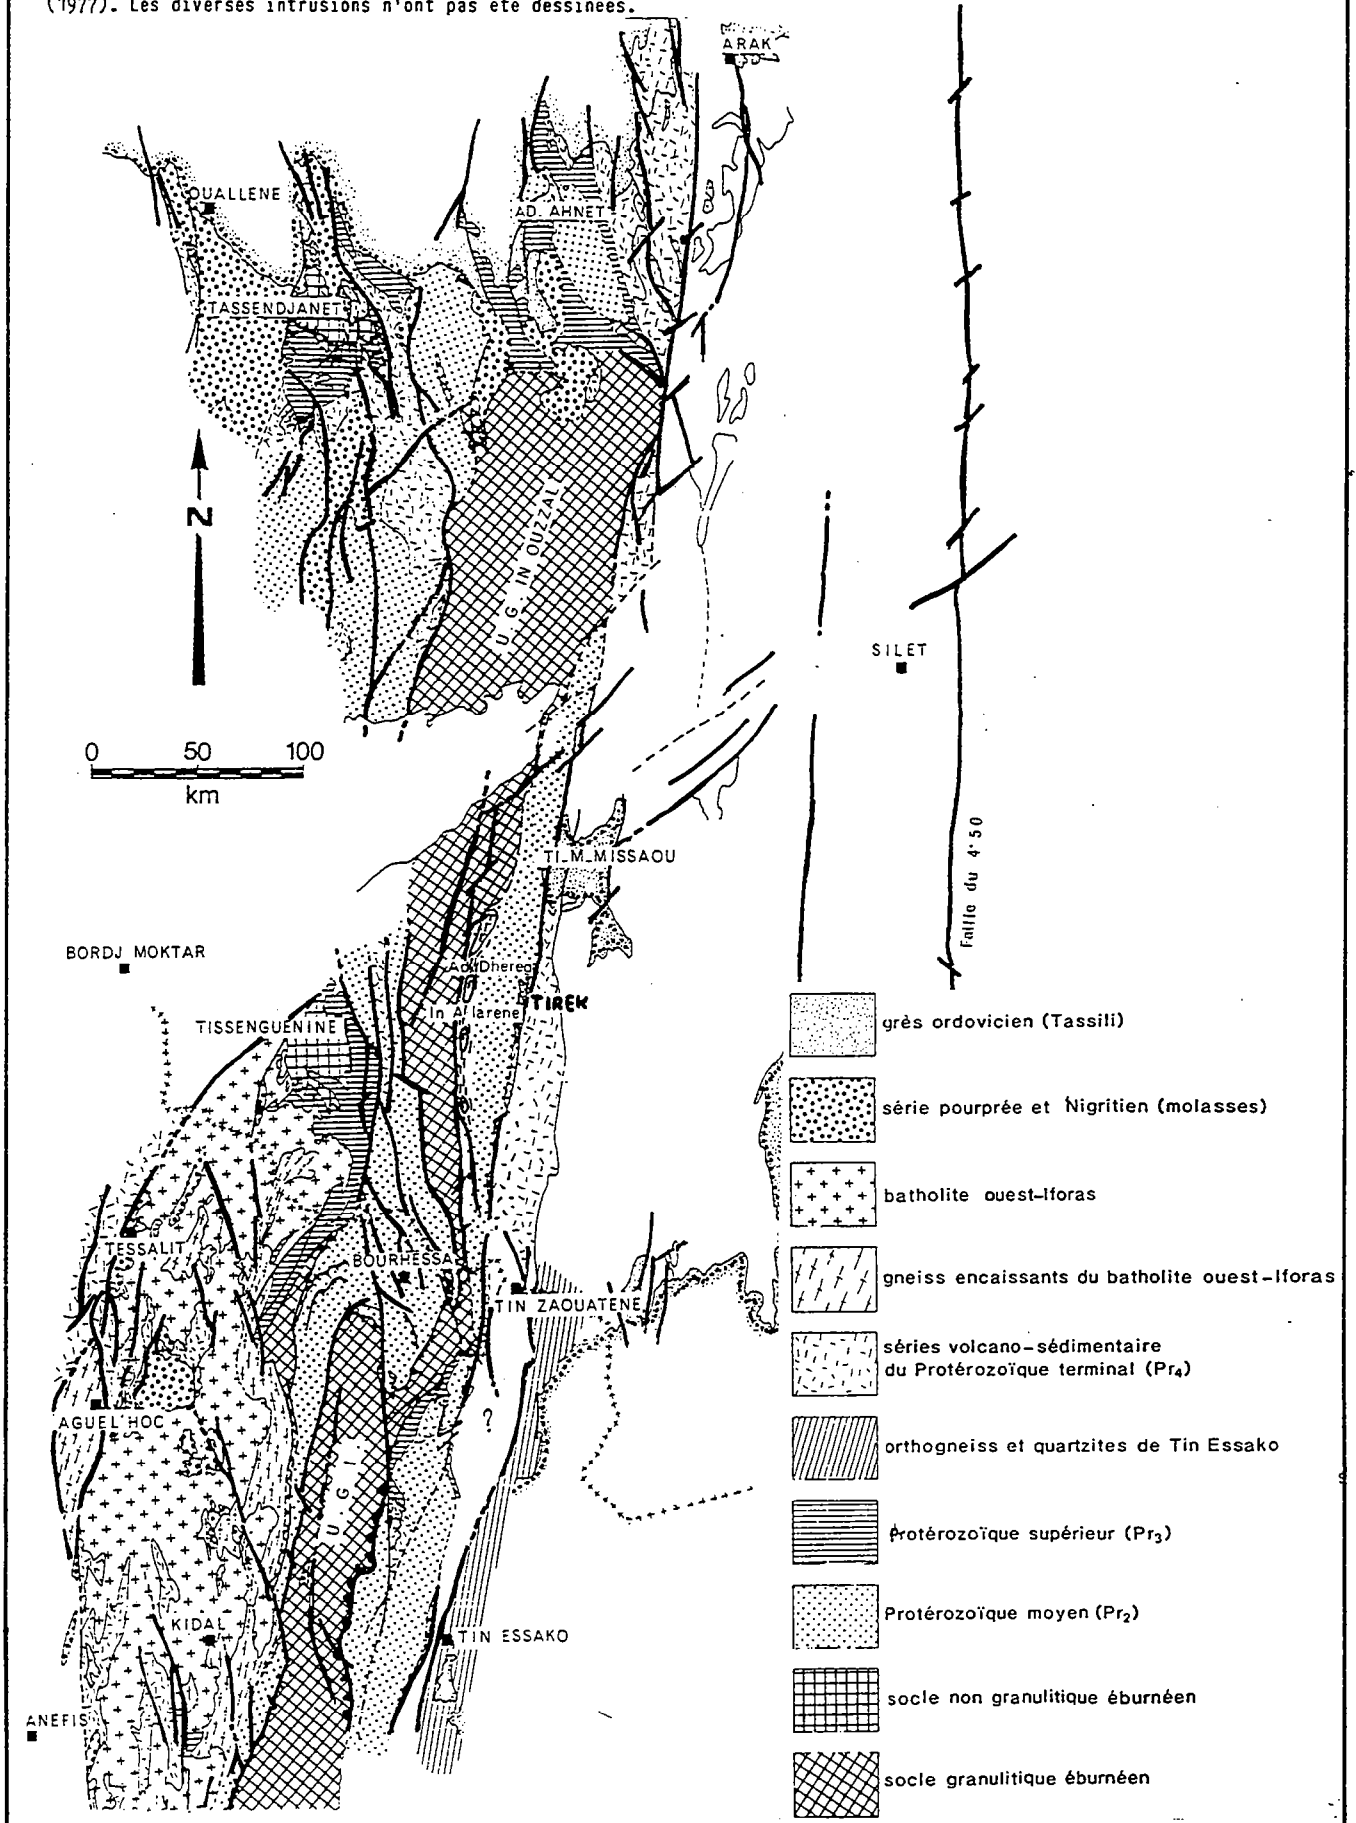 (1977). Les diverses intrusions n'ont pas été dessinées.
ARAK
OUALLENE
AD. AHNET
TASSENDJANET
N
U.G. IN OUZZAL
SILET
0 50 100
km
TI_M_MISSAOU
Faille du 4°50
BORDJ MOKTAR
Ad Dhereg
In Allarene
TIREK
TISSENGUENINE
grès ordovicien (Tassili)
série pourprée et Nigritien (molasses)
batholite ouest-Iforas
TESSALIT
BOURHESSA
gneiss encaissants du batholite ouest-Iforas
TIN ZAOUATENE
séries volcano-sédimentaire
du Protérozoïque terminal (Pr₄)
?
AGUEL'HOC
orthogneiss et quartzites de Tin Essako
U G I
Protérozoïque supérieur (Pr₃)
Protérozoïque moyen (Pr₂)
KIDAL
TIN ESSAKO
socle non granulitique éburnéen
ANEFIS
socle granulitique éburnéen